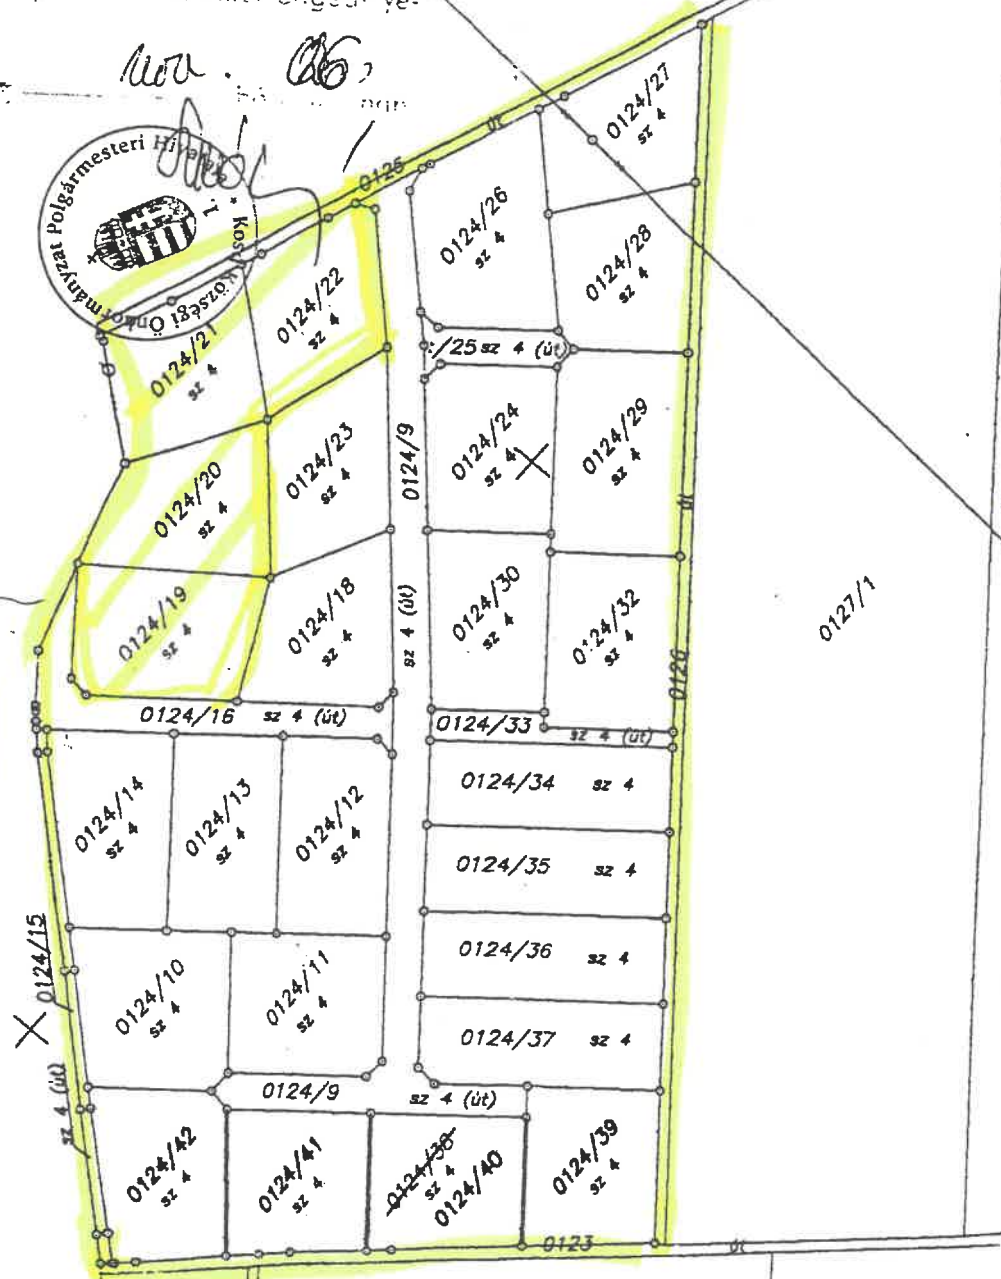 nov. 06
Polgármesteri Hivatal
Községi Önkormányzat
0125
út
0124/27
sz 4
0124/26
sz 4
0124/28
sz 4
0124/22
sz 4
0124/21
sz 4
/25 sz 4 (út)
0124/24
sz 4
0124/29
sz 4
0124/23
sz 4
0124/9
sz 4 (út)
0124/20
sz 4
út
0124/19
sz 4
0124/18
sz 4
0124/30
sz 4
0124/32
sz 4
0127/1
0126
0124/16 sz 4 (út)
0124/33 sz 4 (út)
0124/34 sz 4
0124/14
sz 4
0124/13
sz 4
0124/12
sz 4
0124/35 sz 4
0124/15
sz 4 (út)
0124/36 sz 4
0124/10
sz 4
0124/11
sz 4
0124/37 sz 4
0124/9 sz 4 (út)
0124/42
sz 4
0124/41
sz 4
0124/38
sz 4
0124/40
0124/39
sz 4
0123
út